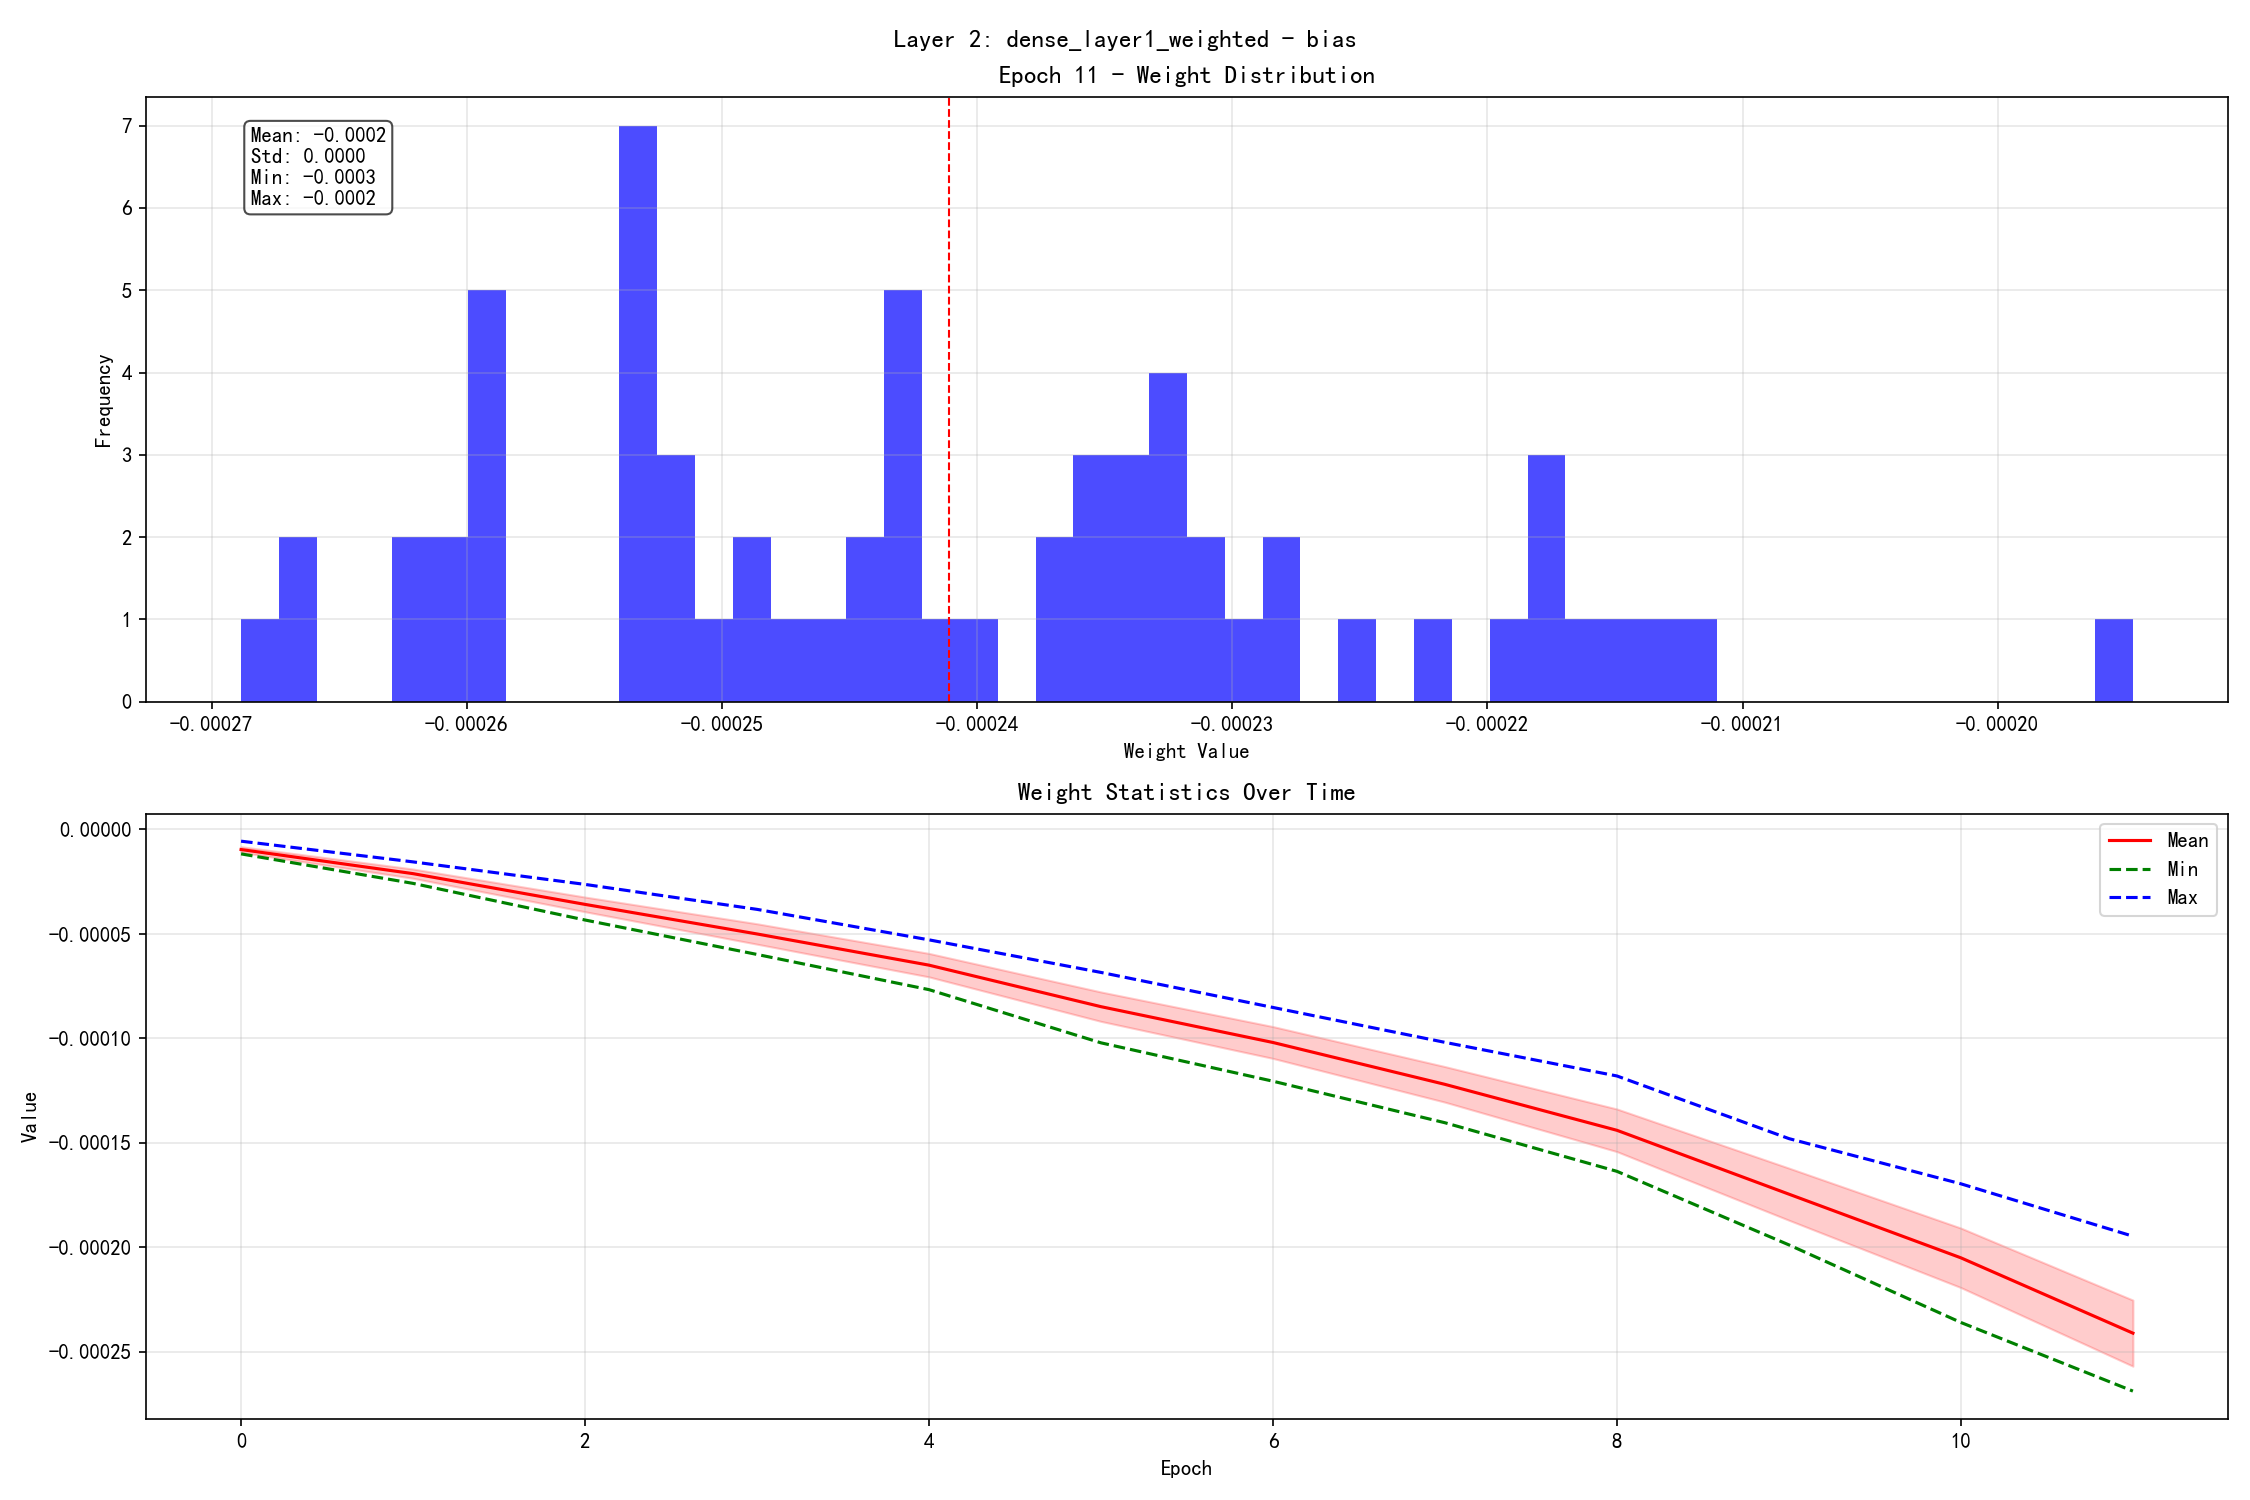 Layer 2: dense_layer1_weighted - bias
Epoch 11 - Weight Distribution
Mean: -0.0002
Std: 0.0000
Min: -0.0003
Max: -0.0002
Frequency
7
6
5
4
3
2
1
0
-0.00027 -0.00026 -0.00025 -0.00024 -0.00023 -0.00022 -0.00021 -0.00020
Weight Value
Weight Statistics Over Time
Mean
Min
Max
Value
0.00000
-0.00005
-0.00010
-0.00015
-0.00020
-0.00025
0 2 4 6 8 10
Epoch